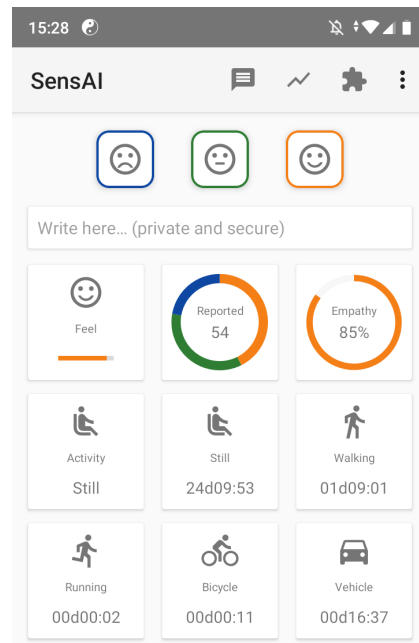 15:28
SensAI
Write here... (private and secure)
Feel
Reported
54
Empathy
85%
Activity
Still
Still
24d09:53
Walking
01d09:01
Running
00d00:02
Bicycle
00d00:11
Vehicle
00d16:37